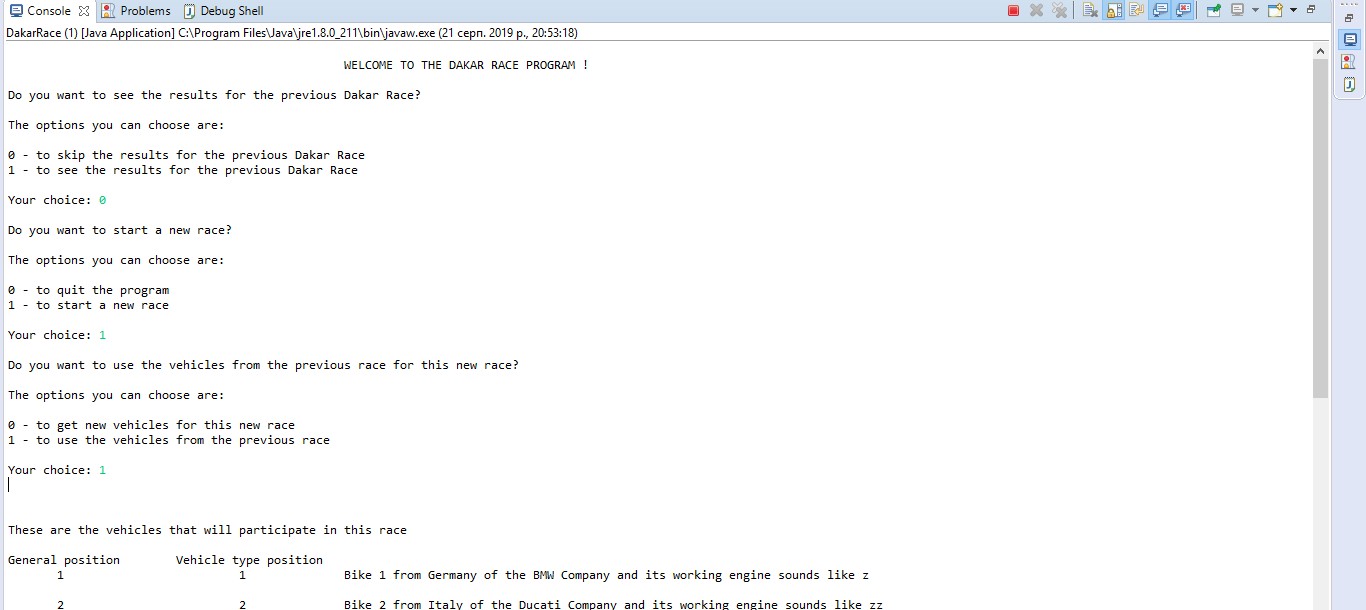 Console Problems Debug Shell
DakarRace (1) [Java Application] C:\Program Files\Java\jre1.8.0_211\bin\javaw.exe (21 серп. 2019 р., 20:53:18)
WELCOME TO THE DAKAR RACE PROGRAM !
Do you want to see the results for the previous Dakar Race?
The options you can choose are:
0 - to skip the results for the previous Dakar Race
1 - to see the results for the previous Dakar Race
Your choice: 0
Do you want to start a new race?
The options you can choose are:
0 - to quit the program
1 - to start a new race
Your choice: 1
Do you want to use the vehicles from the previous race for this new race?
The options you can choose are:
0 - to get new vehicles for this new race
1 - to use the vehicles from the previous race
Your choice: 1
These are the vehicles that will participate in this race
General position Vehicle type position
1 1 Bike 1 from Germany of the BMW Company and its working engine sounds like z
2 2 Bike 2 from Italy of the Ducati Company and its working engine sounds like zz